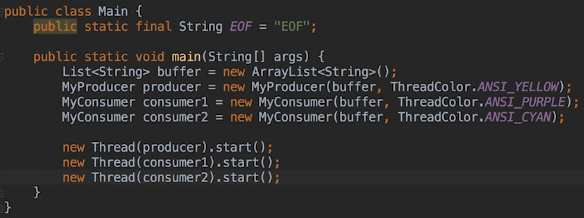 public class Main {
    public static final String EOF = "EOF";

    public static void main(String[] args) {
        List<String> buffer = new ArrayList<String>();
        MyProducer producer = new MyProducer(buffer, ThreadColor.ANSI_YELLOW);
        MyConsumer consumer1 = new MyConsumer(buffer, ThreadColor.ANSI_PURPLE);
        MyConsumer consumer2 = new MyConsumer(buffer, ThreadColor.ANSI_CYAN);

        new Thread(producer).start();
        new Thread(consumer1).start();
        new Thread(consumer2).start();
    }
}